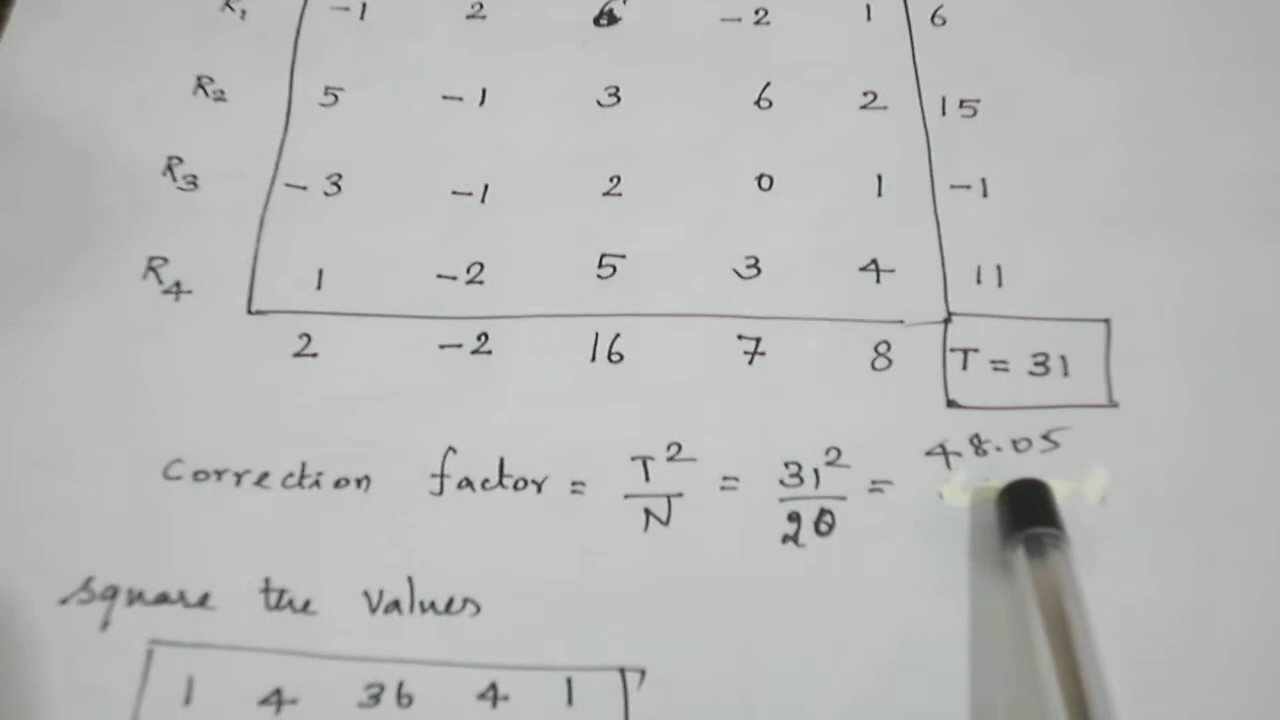 R1 -1 2 6 -2 1 6
R2 5 -1 3 6 2 15
R3 -3 -1 2 0 1 -1
R4 1 -2 5 3 4 11
2 -2 16 7 8 T = 31
Correction factor = T²/N = 31²/20 = 48.05
square the values
1 4 36 4 1